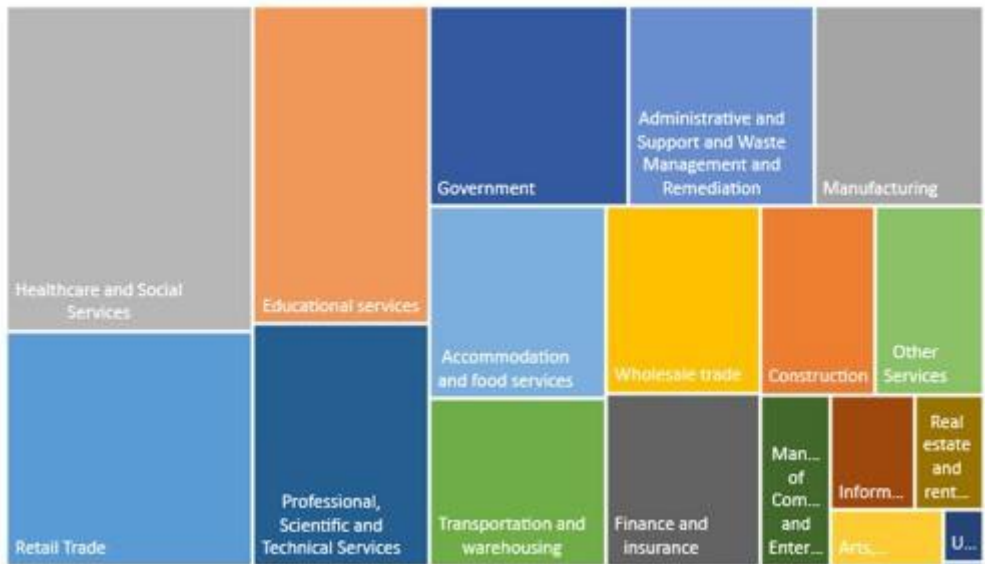 Healthcare and Social
Services
Retail Trade
Educational services
Professional,
Scientific and
Technical Services
Government
Administrative and
Support and Waste
Management and
Remediation
Manufacturing
Accommodation
and food services
Wholesale trade
Construction
Other
Services
Transportation and
warehousing
Finance and
insurance
Man...
of
Com...
and
Enter...
Inform...
Real
estate
and
rent...
Arts,...
U...